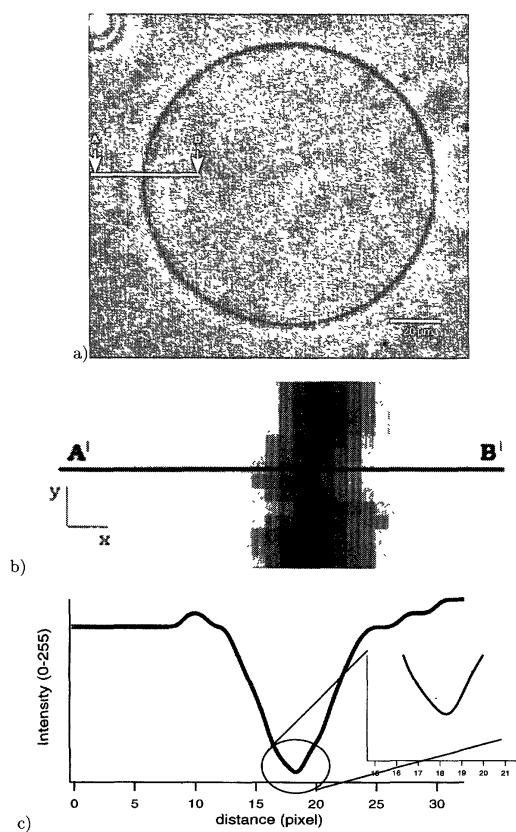 20μm
a)
A' B'
y
x
b)
Intensity (0-255)
15 16 17 18 19 20 21
0 5 10 15 20 25 30
distance (pixel)
c)